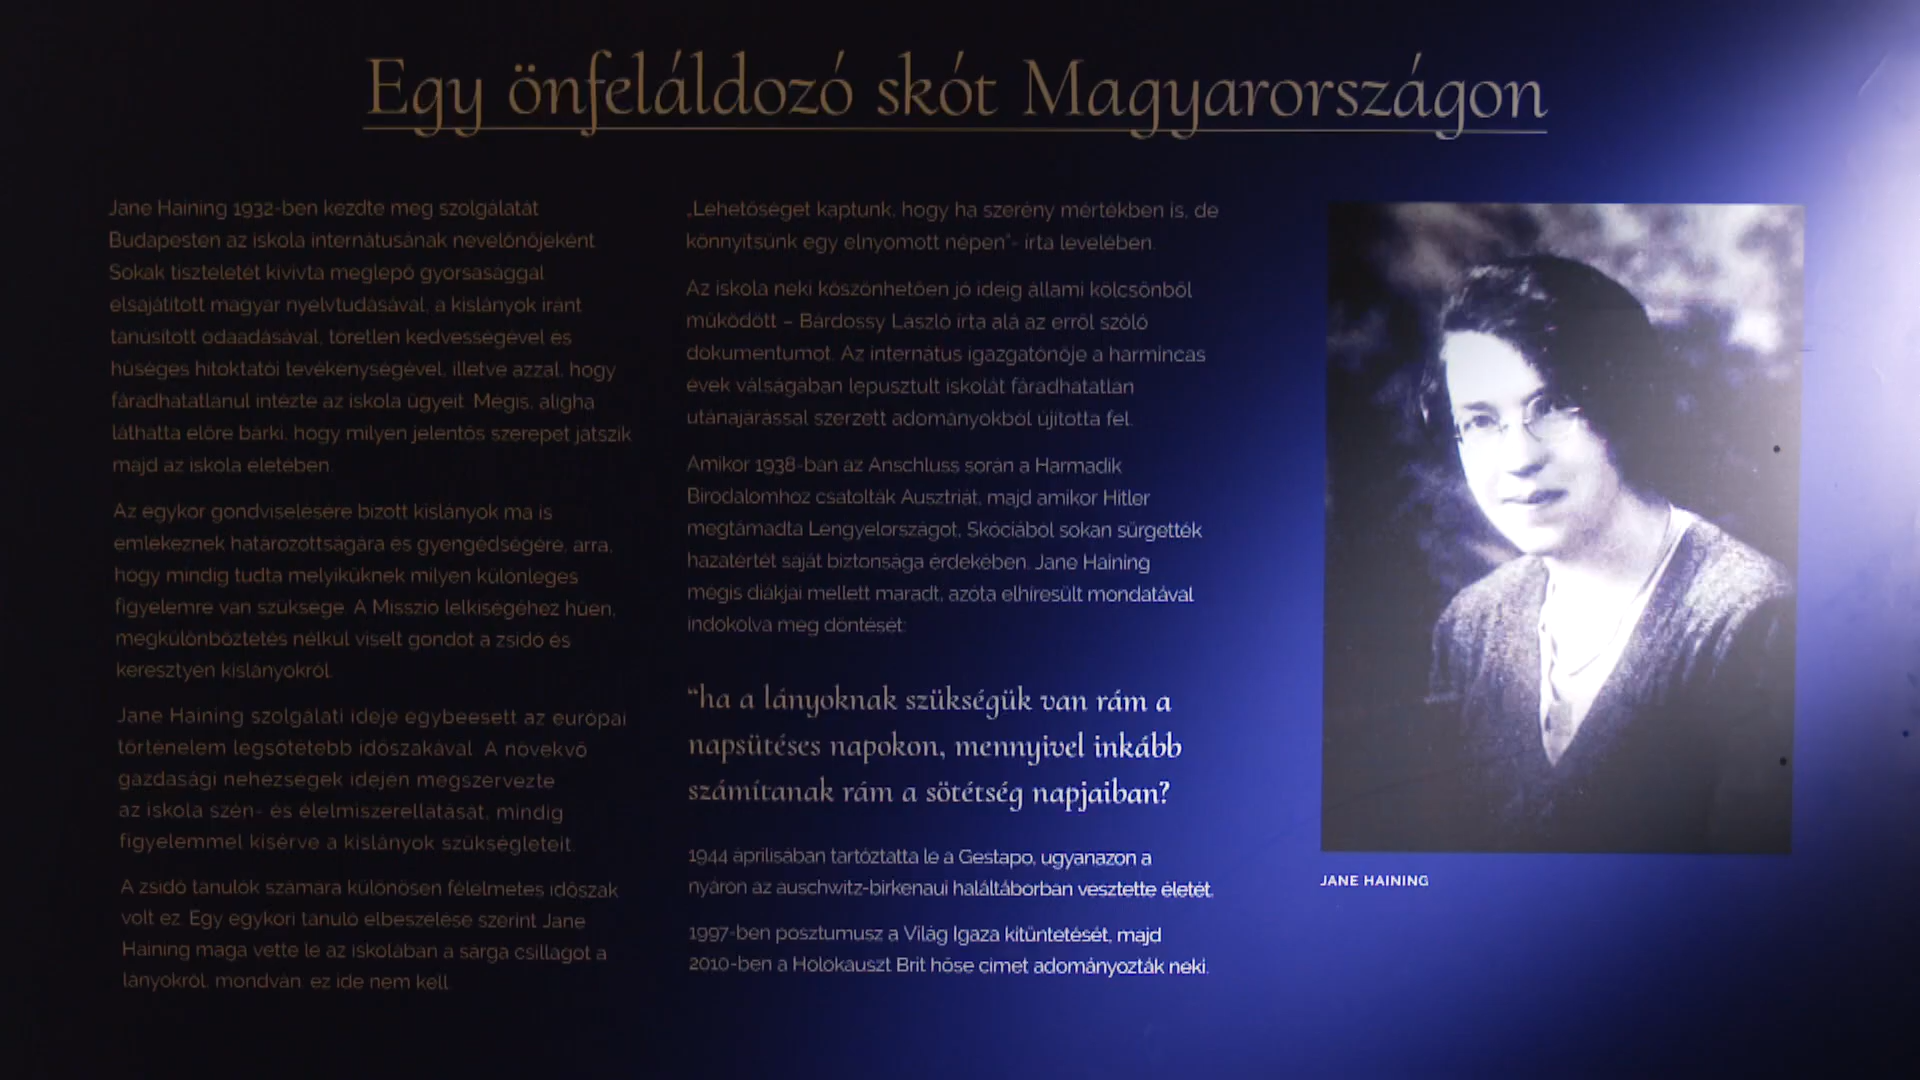 Egy önfeláldozó skót Magyarországon
Jane Haining 1932-ben kezdte meg szolgálatát
Budapesten az iskola internátusának nevelőnőjeként.
Sokak tiszteletét kivívta meglepő gyorsasággal
elsajátított magyar nyelvtudásával, a kislányok iránt
tanúsított odaadásával, töretlen kedvességével és
hűséges hitoktatói tevékenységével, illetve azzal, hogy
fáradhatatlanul intézte az iskola ügyeit. Mégis, aligha
láthatta előre bárki, hogy milyen jelentős szerepet játszik
majd az iskola életében.
Az egykor gondviselésére bízott kislányok ma is
emlékeznek határozottságára és gyengédségére, arra,
hogy mindig tudta melyiküknek milyen különleges
figyelemre van szüksége. A Misszió lelkiségéhez hűen,
megkülönböztetés nélkül viselt gondot a zsidó és
keresztyén kislányokról.
Jane Haining szolgálati ideje egybeesett az európai
történelem legsötétebb időszakával. A növekvő
gazdasági nehézségek idején megszervezte
az iskola szén- és élelmiszerellátását, mindig
figyelemmel kísérve a kislányok szükségleteit.
A zsidó tanulók számára különösen félelmetes időszak
volt ez. Egy egykori tanuló elbeszélése szerint Jane
Haining maga vette le az iskolában a sárga csillagot a
lányokról, mondván: ez ide nem kell.
„Lehetőséget kaptunk, hogy ha szerény mértékben is, de
könnyítsünk egy elnyomott népen”- írta levelében.
Az iskola neki köszönhetően jó ideig állami kölcsönből
működött – Bárdossy László írta alá az erről szóló
dokumentumot. Az internátus igazgatónője a harmincas
évek válságában lepusztult iskolát fáradhatatlan
utánajárással szerzett adományokból újította fel.
Amikor 1938-ban az Anschluss során a Harmadik
Birodalomhoz csatolták Ausztriát, majd amikor Hitler
megtámadta Lengyelországot, Skóciából sokan sürgették
hazatértét saját biztonsága érdekében. Jane Haining
mégis diákjai mellett maradt, azóta elhíresült mondatával
indokolva meg döntését:
“ha a lányoknak szükségük van rám a
napsütéses napokon, mennyivel inkább
számítanak rám a sötétség napjaiban?
1944 áprilisában tartóztatta le a Gestapo, ugyanazon a
nyáron az auschwitz-birkenaui haláltáborban vesztette életét.
1997-ben posztumusz a Világ Igaza kitüntetését, majd
2010-ben a Holokauszt Brit hőse címet adományozták neki.
JANE HAINING